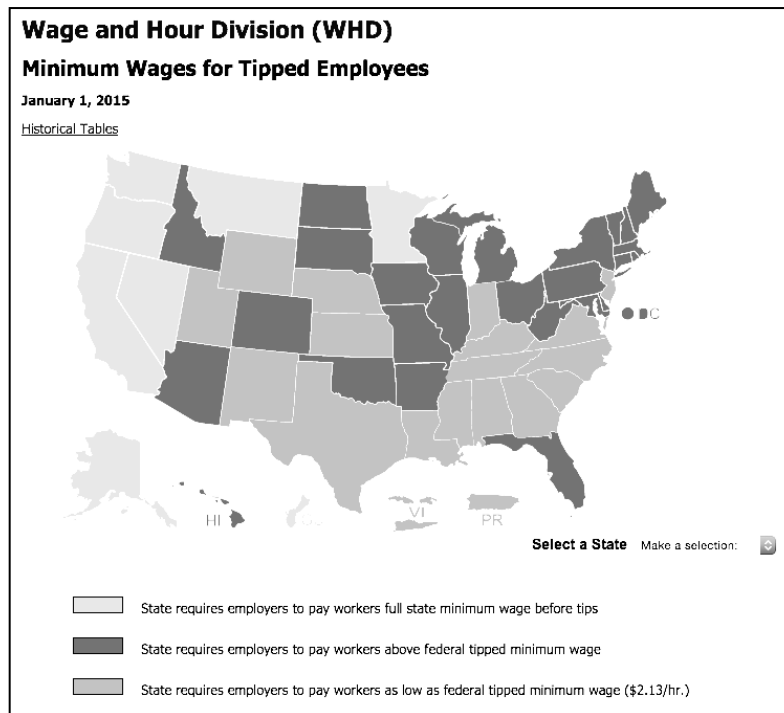 Wage and Hour Division (WHD)
Minimum Wages for Tipped Employees
January 1, 2015
Historical Tables
HI
VI
PR
Select a State Make a selection:
State requires employers to pay workers full state minimum wage before tips
State requires employers to pay workers above federal tipped minimum wage
State requires employers to pay workers as low as federal tipped minimum wage ($2.13/hr.)